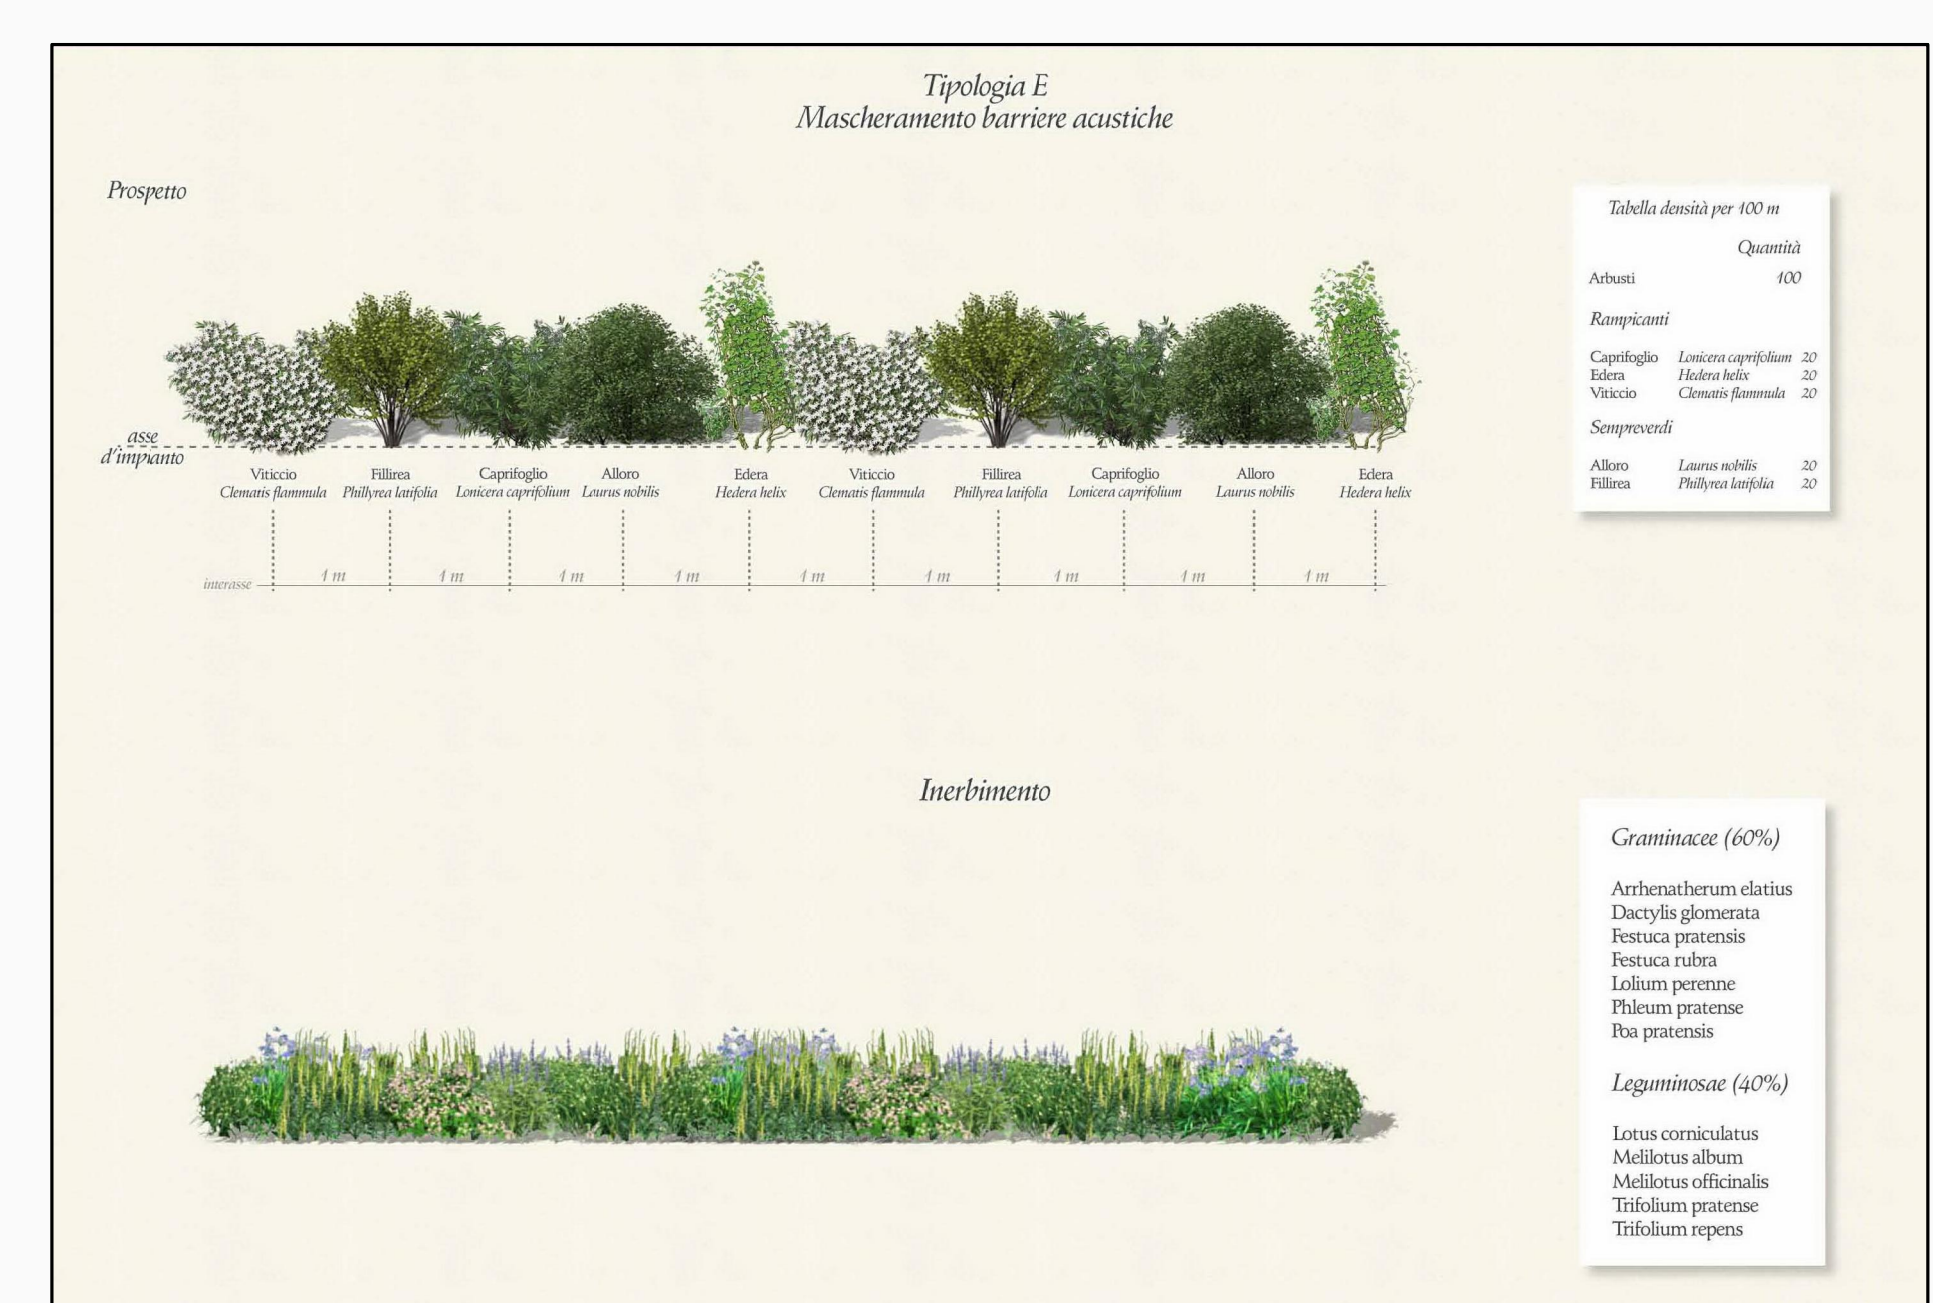 Tipologia E
Mascheramento barriere acustiche
Prospetto
asse
d'impianto
Viticcio
Clematis flammula
Fillirea
Phillyrea latifolia
Caprifoglio
Lonicera caprifolium
Alloro
Laurus nobilis
Edera
Hedera helix
Viticcio
Clematis flammula
Fillirea
Phillyrea latifolia
Caprifoglio
Lonicera caprifolium
Alloro
Laurus nobilis
Edera
Hedera helix
interasse 1 m 1 m 1 m 1 m 1 m 1 m 1 m 1 m 1 m
Tabella densità per 100 m
Quantità
Arbusti 100
Rampicanti
Caprifoglio Lonicera caprifolium 20
Edera Hedera helix 20
Viticcio Clematis flammula 20
Sempreverdi
Alloro Laurus nobilis 20
Fillirea Phillyrea latifolia 20
Inerbimento
Graminacee (60%)
Arrhenatherum elatius
Dactylis glomerata
Festuca pratensis
Festuca rubra
Lolium perenne
Phleum pratense
Poa pratensis
Leguminosae (40%)
Lotus corniculatus
Melilotus album
Melilotus officinalis
Trifolium pratense
Trifolium repens